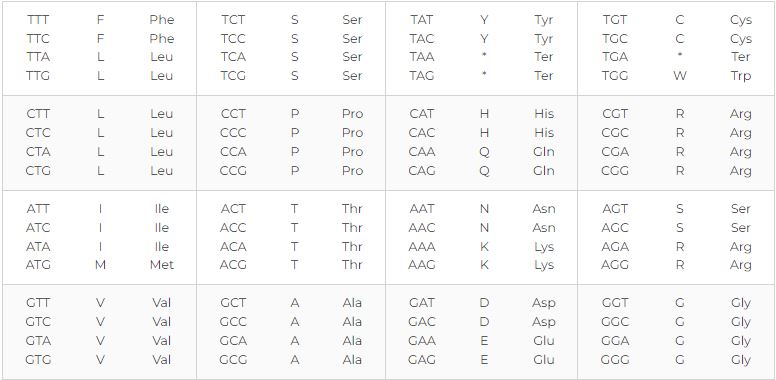 TTT F Phe TCT S Ser TAT Y Tyr TGT C Cys
TTC F Phe TCC S Ser TAC Y Tyr TGC C Cys
TTA L Leu TCA S Ser TAA * Ter TGA * Ter
TTG L Leu TCG S Ser TAG * Ter TGG W Trp
CTT L Leu CCT P Pro CAT H His CGT R Arg
CTC L Leu CCC P Pro CAC H His CGC R Arg
CTA L Leu CCA P Pro CAA Q Gln CGA R Arg
CTG L Leu CCG P Pro CAG Q Gln CGG R Arg
ATT I Ile ACT T Thr AAT N Asn AGT S Ser
ATC I Ile ACC T Thr AAC N Asn AGC S Ser
ATA I Ile ACA T Thr AAA K Lys AGA R Arg
ATG M Met ACG T Thr AAG K Lys AGG R Arg
GTT V Val GCT A Ala GAT D Asp GGT G Gly
GTC V Val GCC A Ala GAC D Asp GGC G Gly
GTA V Val GCA A Ala GAA E Glu GGA G Gly
GTG V Val GCG A Ala GAG E Glu GGG G Gly